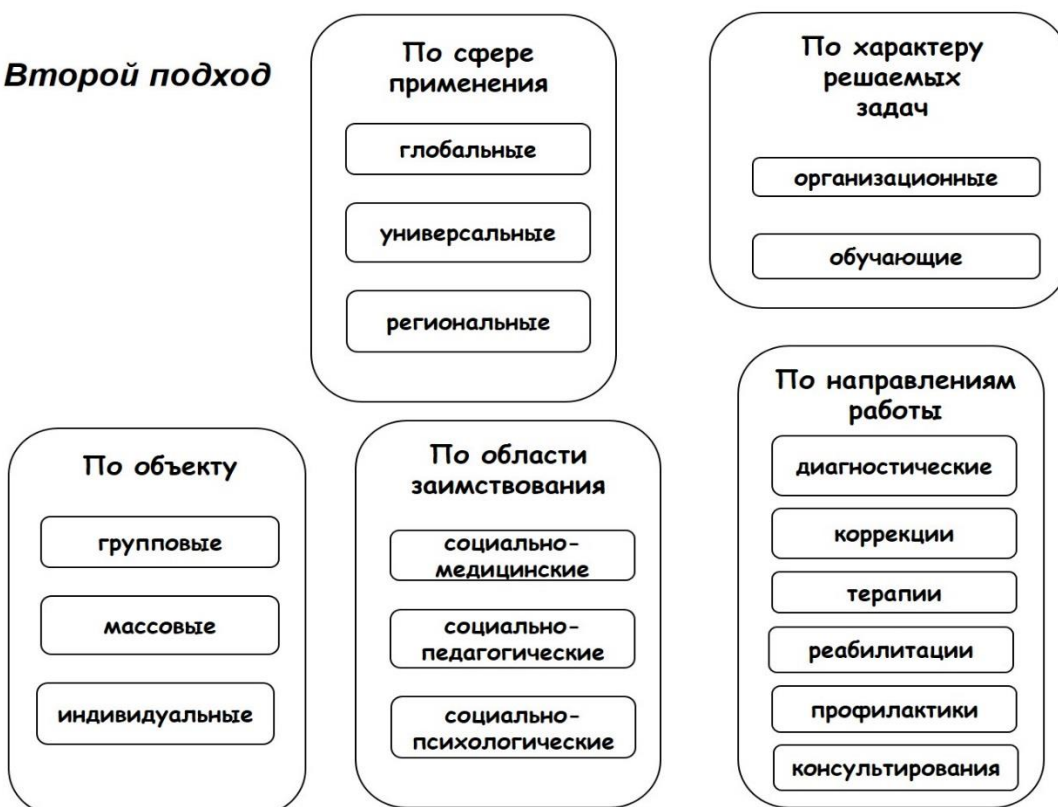 Второй подход
По сфере
применения
глобальные
универсальные
региональные
По характеру
решаемых
задач
организационные
обучающие
По объекту
групповые
массовые
индивидуальные
По области
заимствования
социально-
медицинские
социально-
педагогические
социально-
психологические
По направлениям
работы
диагностические
коррекции
терапии
реабилитации
профилактики
консультирования